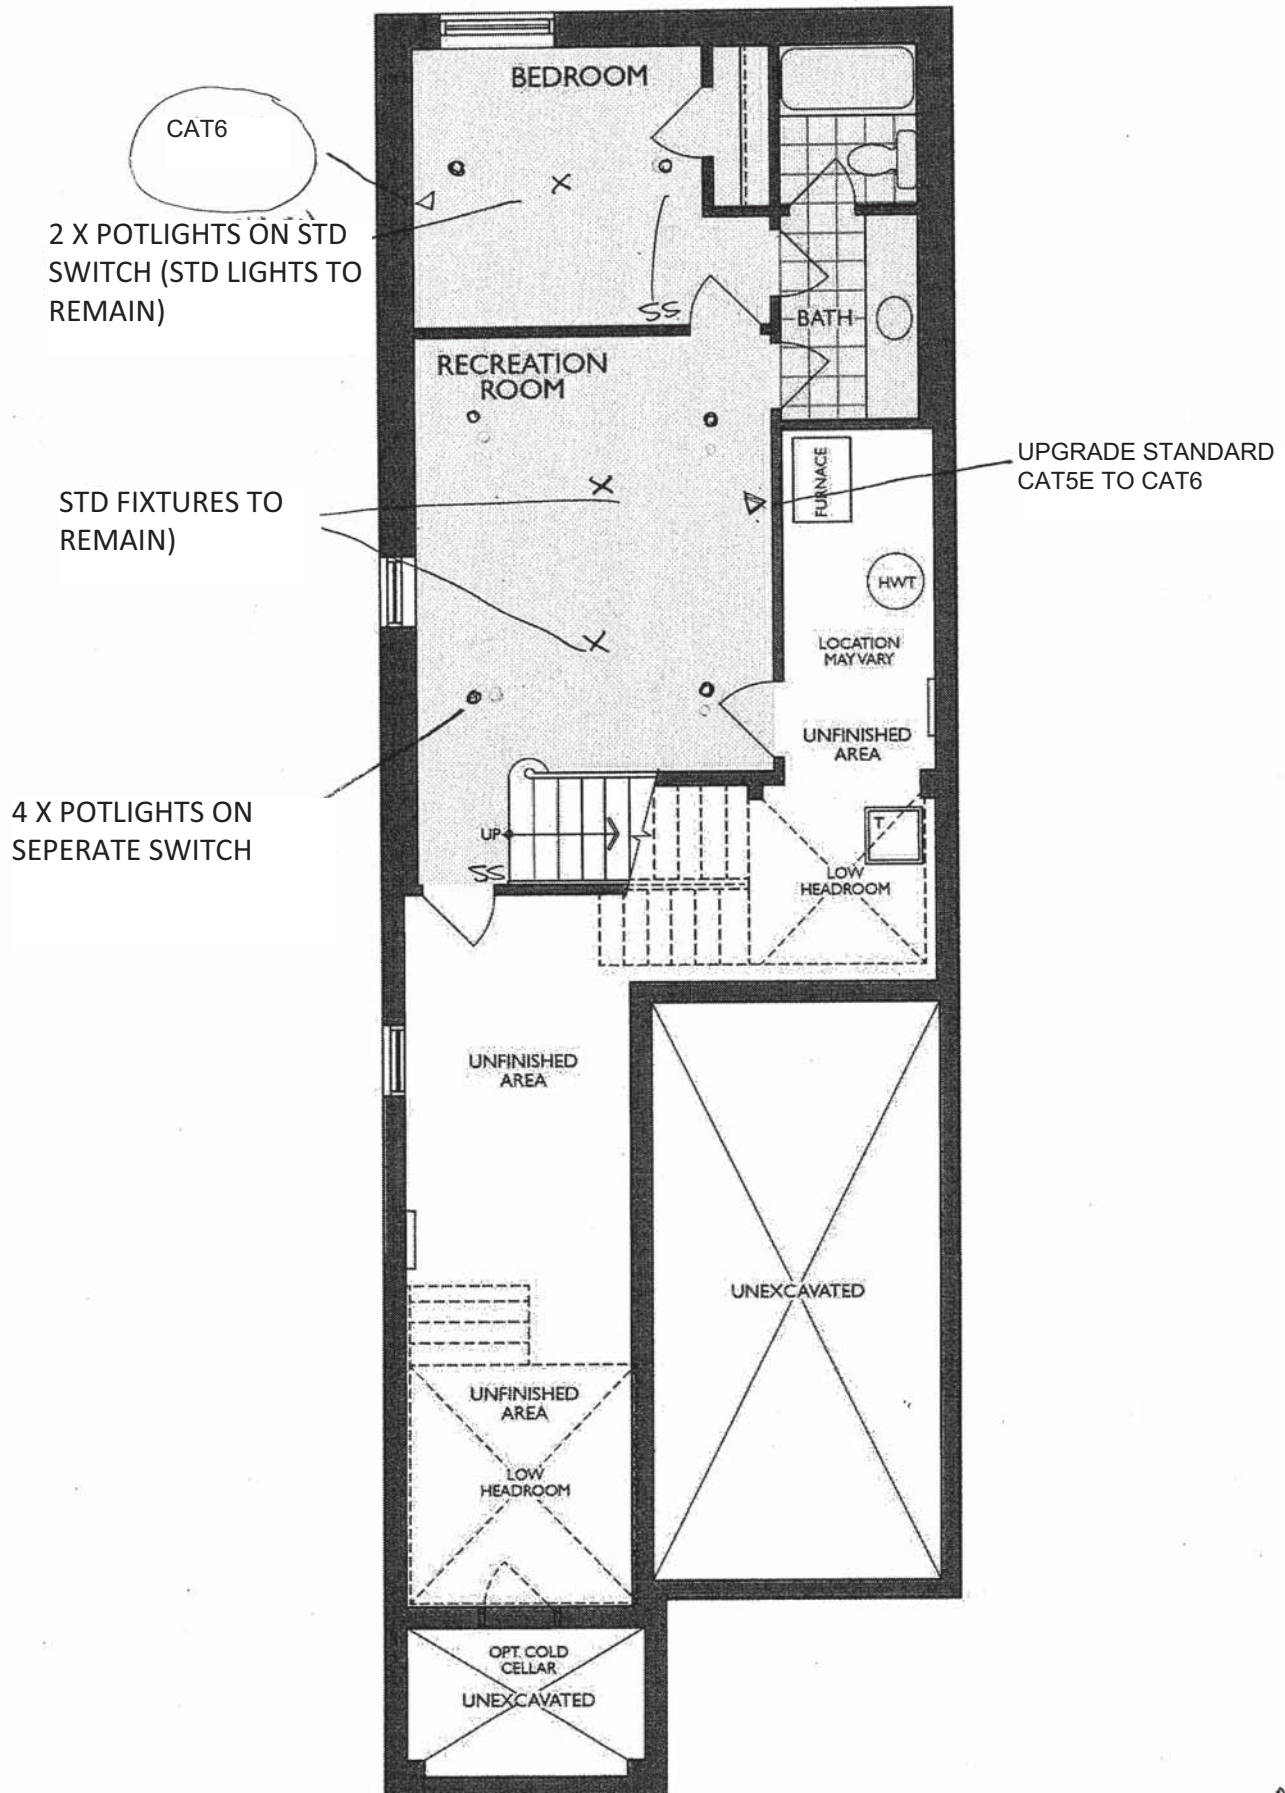 BEDROOM
CAT6
2 X POTLIGHTS ON STD
SWITCH (STD LIGHTS TO
REMAIN)
SS
BATH
RECREATION
ROOM
FURNACE
UPGRADE STANDARD
CAT5E TO CAT6
STD FIXTURES TO
REMAIN)
HWT
LOCATION
MAY VARY
UNFINISHED
AREA
4 X POTLIGHTS ON
SEPERATE SWITCH
UP
SS
T
LOW
HEADROOM
UNFINISHED
AREA
UNEXCAVATED
UNFINISHED
AREA
LOW
HEADROOM
OPT. COLD
CELLAR
UNEXCAVATED